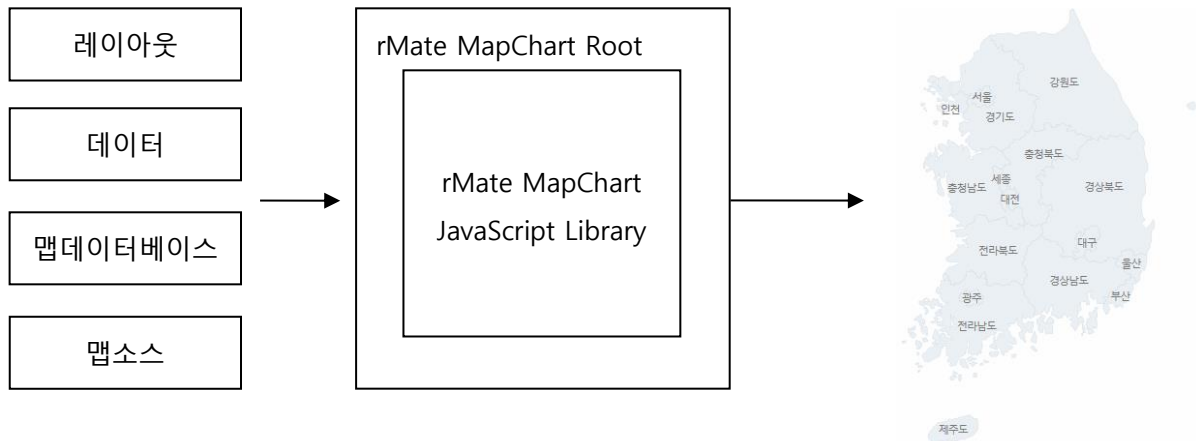 레이아웃
데이터
맵데이터베이스
맵소스
rMate MapChart Root
rMate MapChart
JavaScript Library
강원도
서울
인천
경기도
충청북도
충청남도
세종
대전
경상북도
전라북도
대구
울산
경상남도
부산
광주
전라남도
제주도